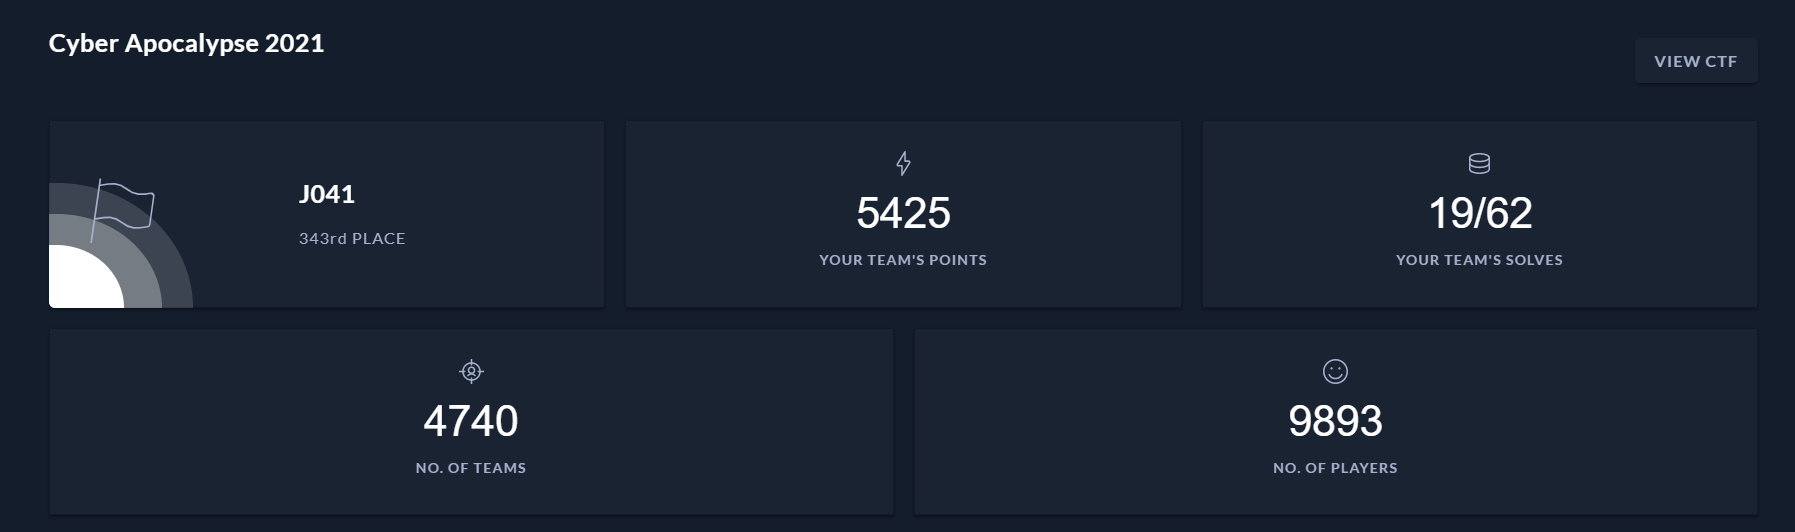 Cyber Apocalypse 2021
VIEW CTF
J041
343rd PLACE
5425
YOUR TEAM'S POINTS
19/62
YOUR TEAM'S SOLVES
4740
NO. OF TEAMS
9893
NO. OF PLAYERS